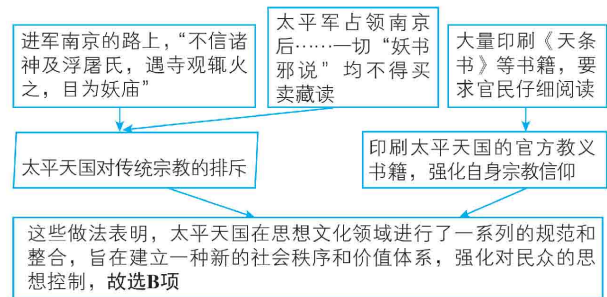 进军南京的路上，“不信诸
神及浮屠氏，遇寺观辄火
之，目为妖庙”
太平军占领南京
后……一切“妖书
邪说”均不得买
卖藏读
大量印刷《天条
书》等书籍，要
求官民仔细阅读
太平天国对传统宗教的排斥
印刷太平天国的官方教义
书籍，强化自身宗教信仰
这些做法表明，太平天国在思想文化领域进行了一系列的规范和
整合，旨在建立一种新的社会秩序和价值体系，强化对民众的思
想控制，故选B项